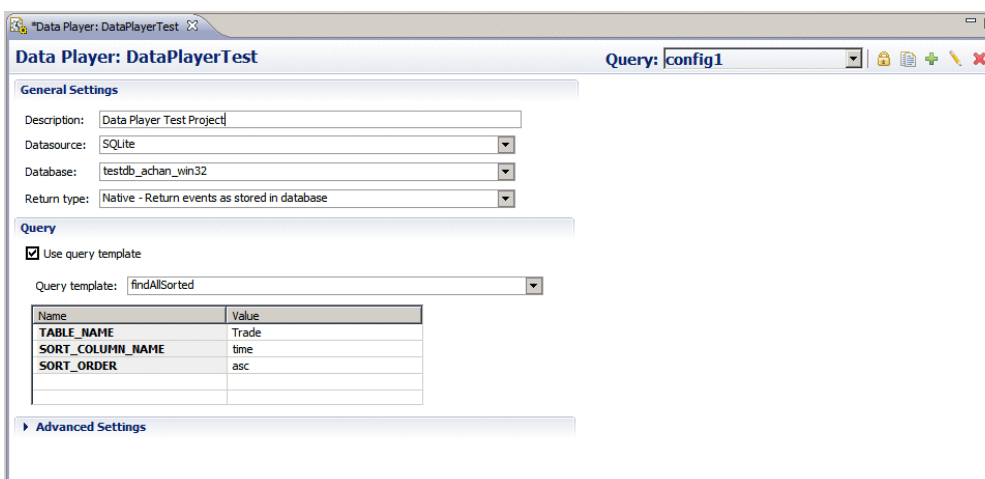 *Data Player: DataPlayerTest
Data Player: DataPlayerTest Query: config1
General Settings
Description: Data Player Test Project
Datasource: SQLite
Database: testdb_achan_win32
Return type: Native - Return events as stored in database
Query
Use query template
Query template: findAllSorted
Name Value
TABLE_NAME Trade
SORT_COLUMN_NAME time
SORT_ORDER asc
Advanced Settings